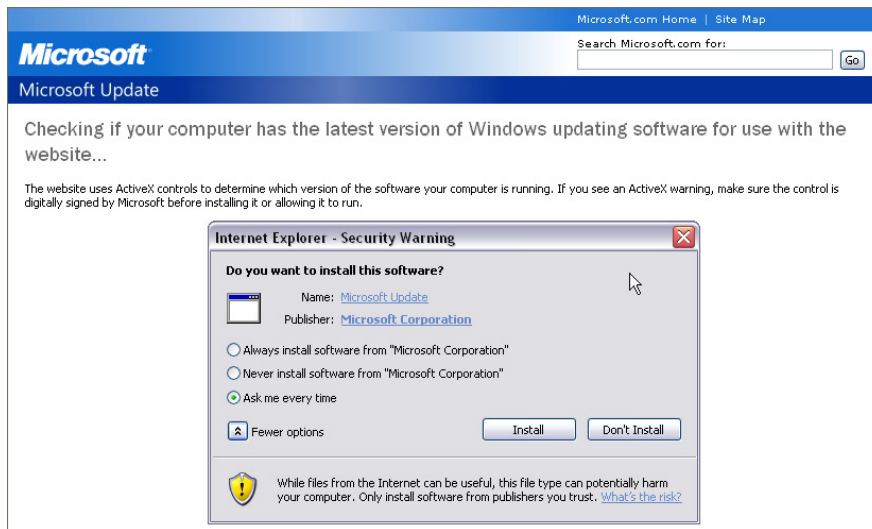 Microsoft.com Home | Site Map
Search Microsoft.com for:
Microsoft
Go
Microsoft Update
Checking if your computer has the latest version of Windows updating software for use with the
website...
The website uses ActiveX controls to determine which version of the software your computer is running. If you see an ActiveX warning, make sure the control is
digitally signed by Microsoft before installing it or allowing it to run.
Internet Explorer - Security Warning
Do you want to install this software?
Name: Microsoft Update
Publisher: Microsoft Corporation
Always install software from "Microsoft Corporation"
Never install software from "Microsoft Corporation"
Ask me every time
Fewer options Install Don't Install
While files from the Internet can be useful, this file type can potentially harm
your computer. Only install software from publishers you trust. What's the risk?